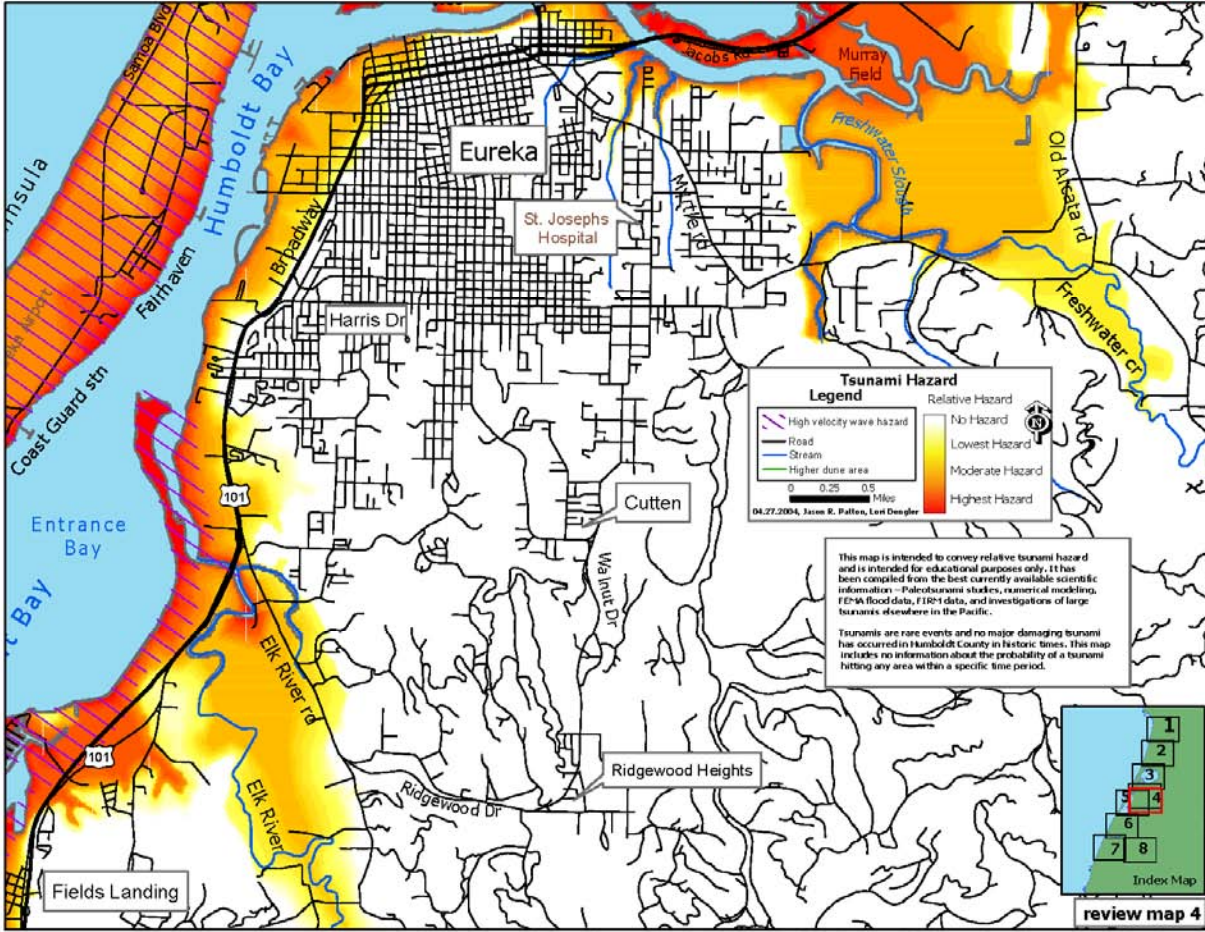 Samoa Blvd
Humboldt Bay
Jacobs Rd
Murray
Field
Eureka
Freshwater Slough
Old Arcata rd
Myrtle rd
St. Josephs
Hospital
Broadway
Fairhaven
Airport
Coast Guard stn
Harris Dr
Freshwater cr
Tsunami Hazard
Legend
Relative Hazard
High velocity wave hazard
Road
Stream
Higher dune area
0 0.25 0.5
Miles
04.27.2004, Jason R. Patton, Lori Dengler
No Hazard
Lowest Hazard
Moderate Hazard
Highest Hazard
N
101
Cutten
Entrance
Bay
Walnut Dr
This map is intended to convey relative tsunami hazard
and is intended for educational purposes only. It has
been compiled from the best currently available scientific
information -- Paleotsunami studies, numerical modeling,
FEMA flood data, FIRM data, and investigations of large
tsunamis elsewhere in the Pacific.
Tsunamis are rare events and no major damaging tsunami
has occurred in Humboldt County in historic times. This map
includes no information about the probability of a tsunami
hitting any area within a specific time period.
Bay
Elk River rd
101
Ridgewood Heights
Ridgewood Dr
Elk River
Fields Landing
1
2
3
5 4
6
7 8
Index Map
review map 4